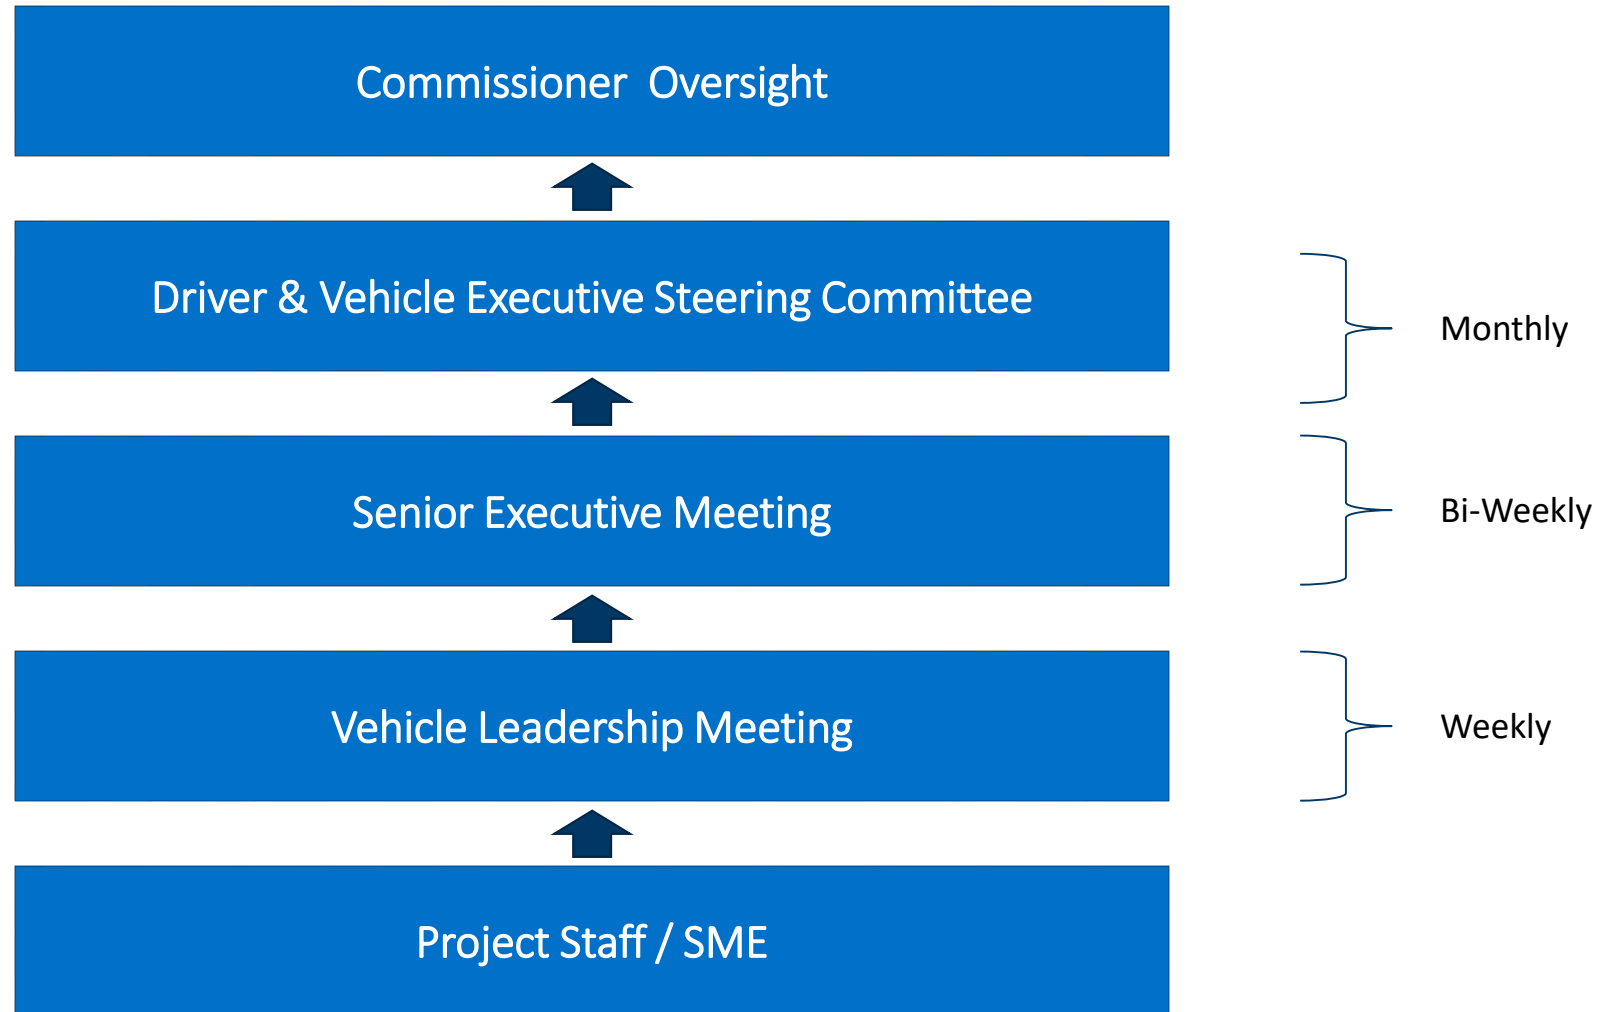 Commissioner Oversight
Driver & Vehicle Executive Steering Committee
Monthly
Senior Executive Meeting
Bi-Weekly
Vehicle Leadership Meeting
Weekly
Project Staff / SME